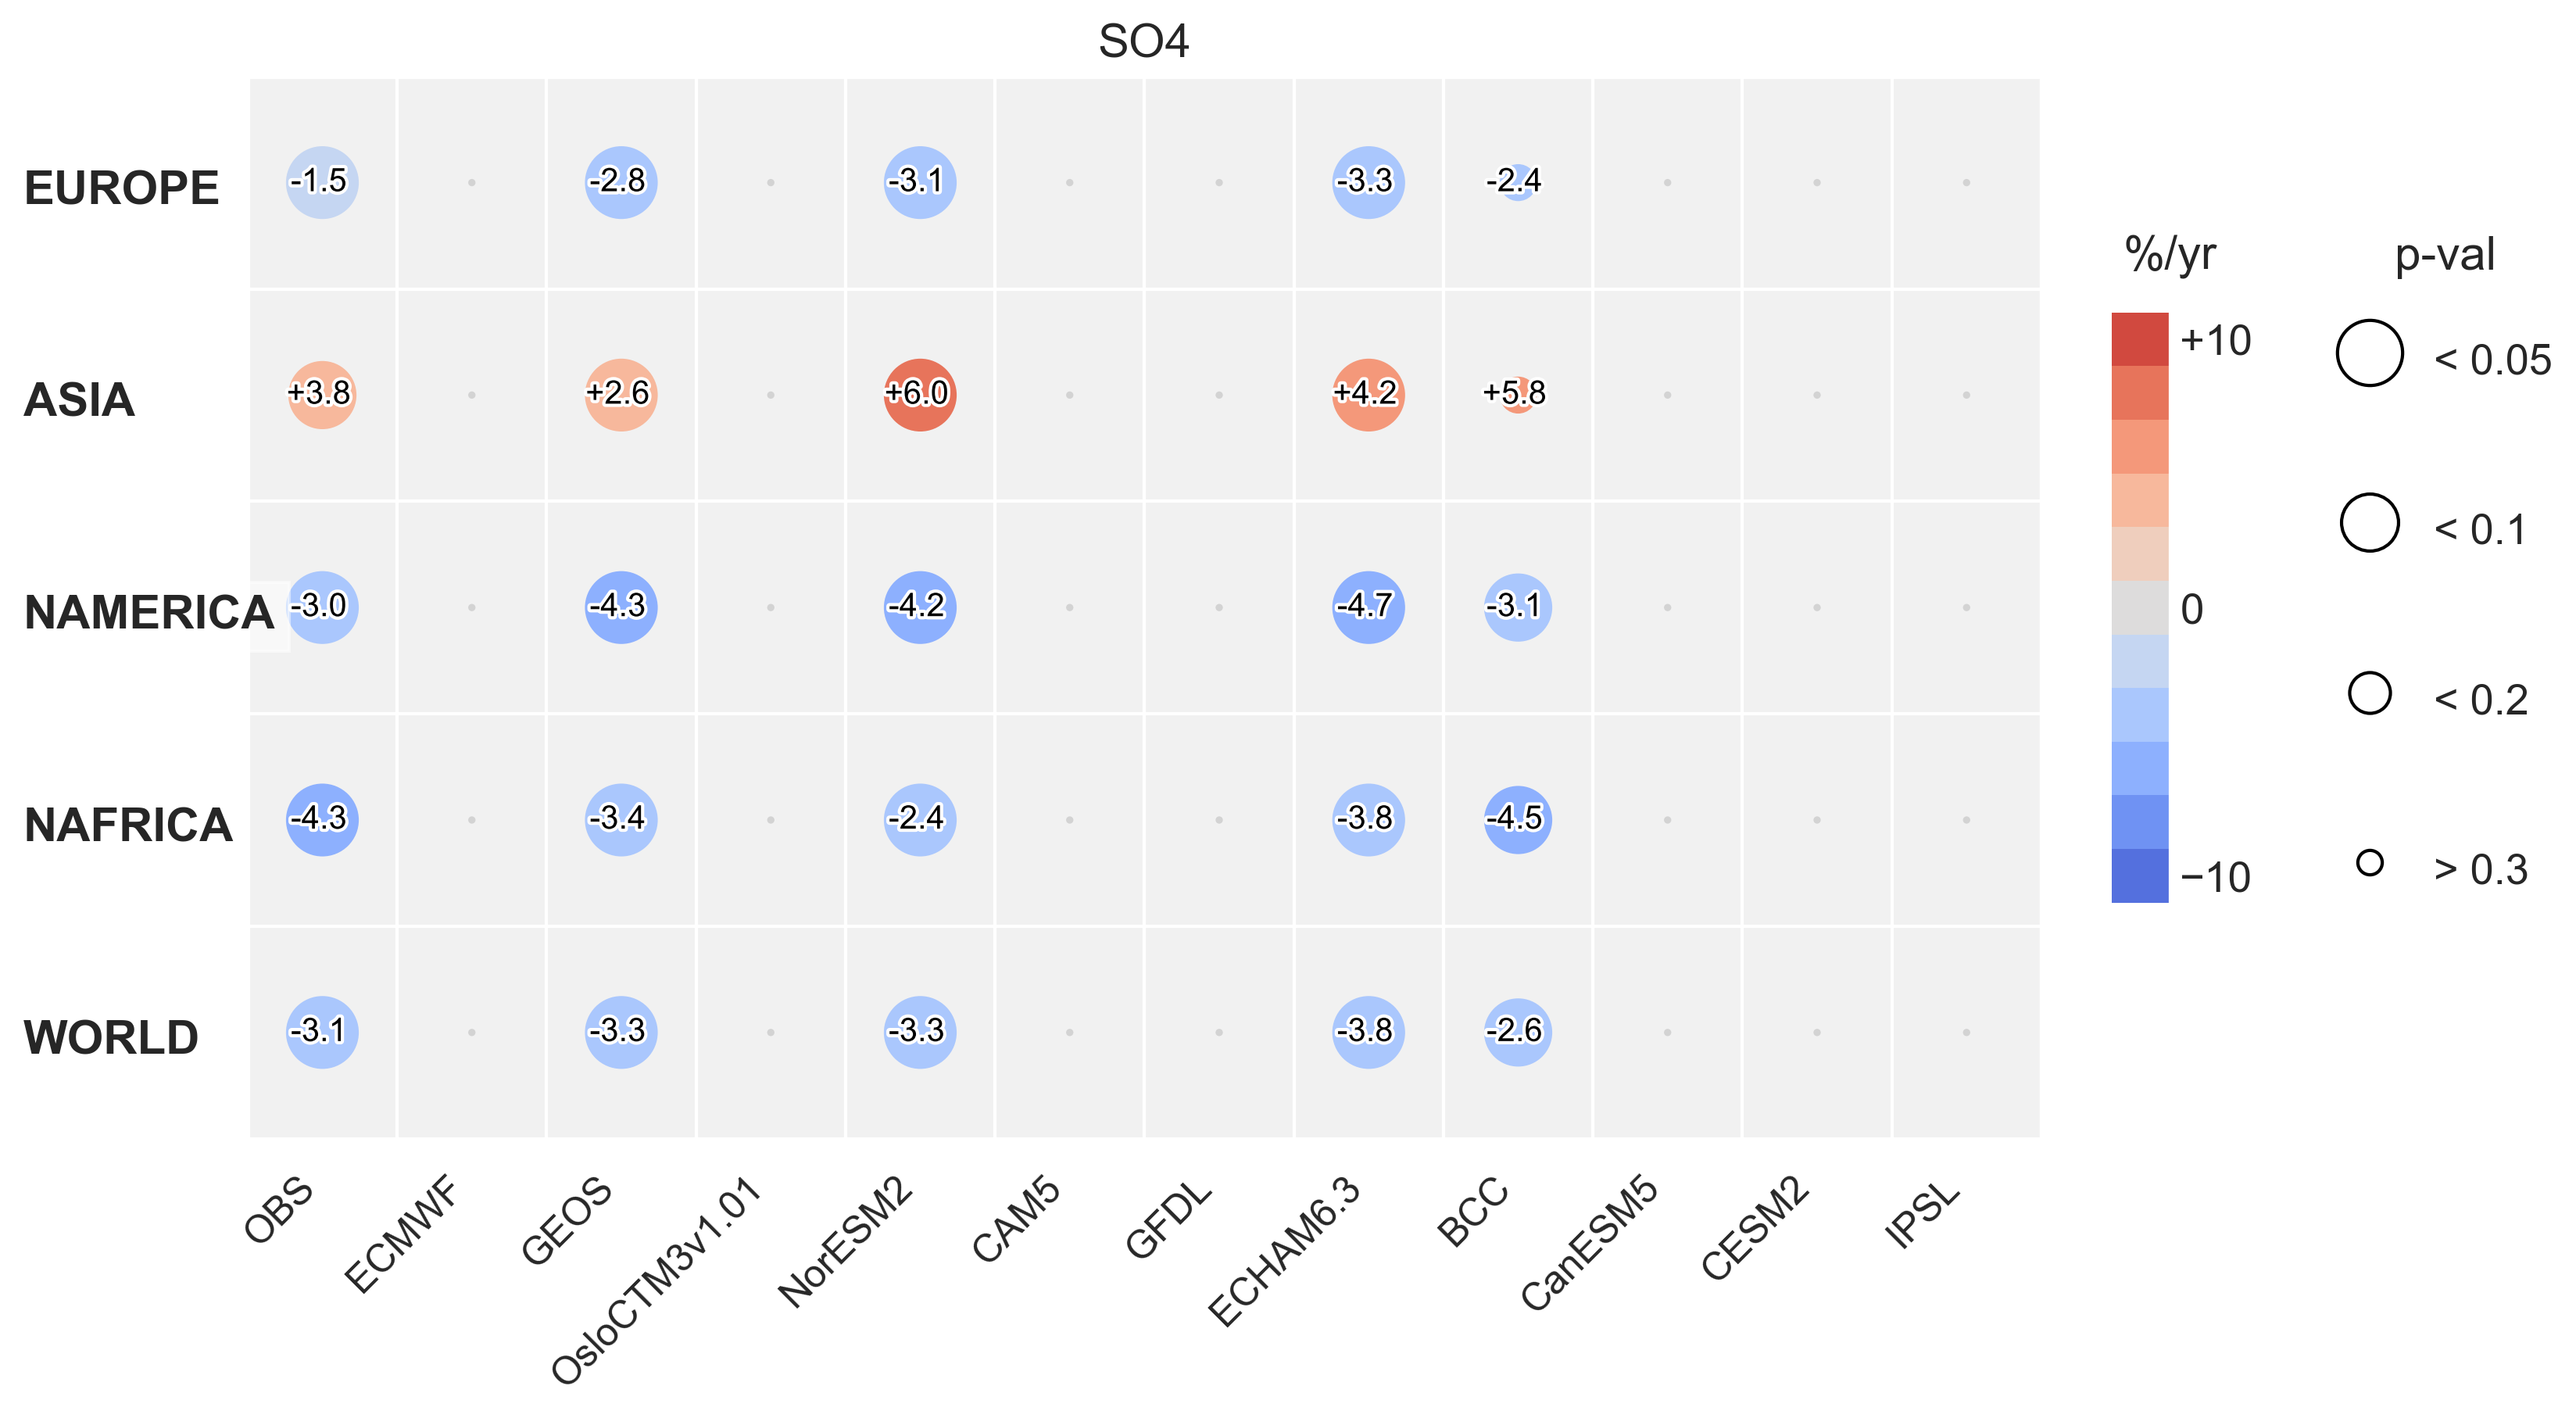 SO4
EUROPE -1.5 -2.8 -3.1 -3.3 -2.4
ASIA +3.8 +2.6 +6.0 +4.2 +5.8
NAMERICA -3.0 -4.3 -4.2 -4.7 -3.1
NAFRICA -4.3 -3.4 -2.4 -3.8 -4.5
WORLD -3.1 -3.3 -3.3 -3.8 -2.6
OBS ECMWF GEOS OsloCTM3v1.01 NorESM2 CAM5 GFDL ECHAM6.3 BCC CanESM5 CESM2 IPSL
%/yr
+10
0
−10
p-val
< 0.05
< 0.1
< 0.2
> 0.3